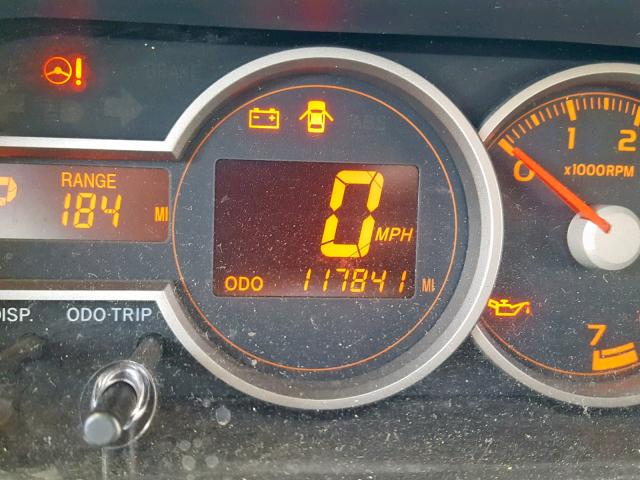 1 2
x1000RPM
0
P
RANGE
184 MI
0 MPH
ODO 117841 MI
DISP. ODO·TRIP
7